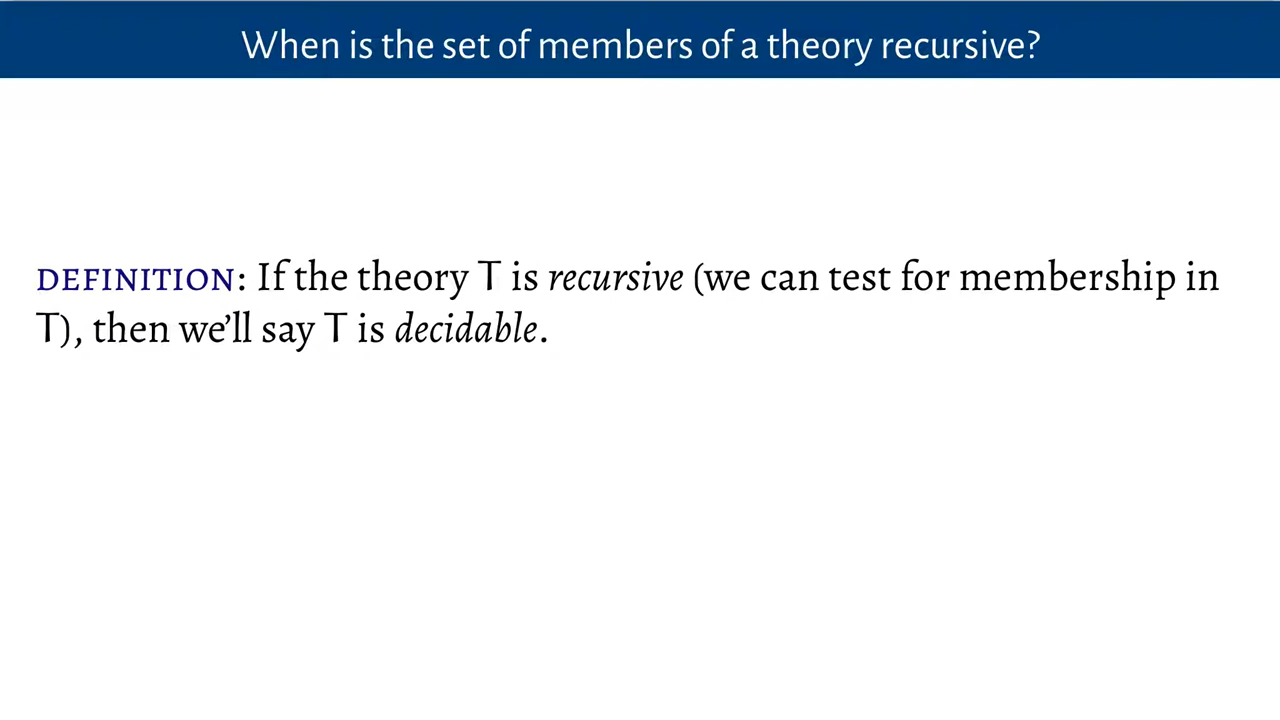 When is the set of members of a theory recursive?
DEFINITION: If the theory T is recursive (we can test for membership in
T), then we’ll say T is decidable.